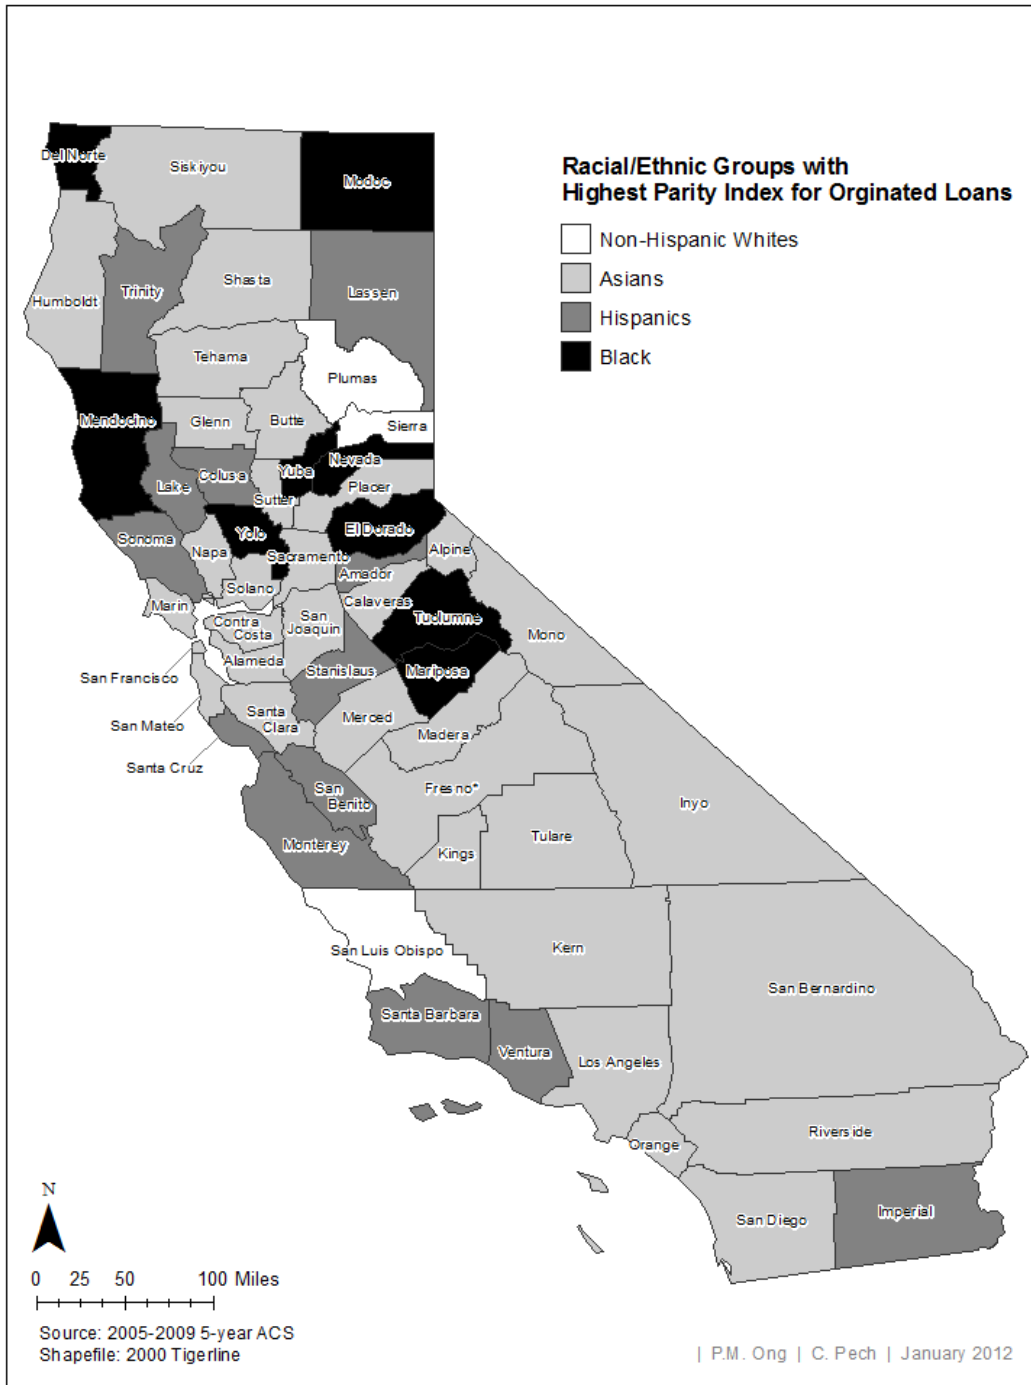 Racial/Ethnic Groups with
Highest Parity Index for Orginated Loans
Non-Hispanic Whites
Asians
Hispanics
Black
Del Norte
Siskiyou
Modoc
Humboldt
Trinity
Shasta
Lassen
Tehama
Plumas
Mendocino
Glenn
Butte
Sierra
Lake
Colusa
Yuba
Nevada
Sutter
Placer
Sonoma
Napa
Yolo
El Dorado
Sacramento
Alpine
Amador
Solano
Marin
Calaveras
Contra
Costa
San
Joaquin
Tuolumne
Mono
Alameda
San Francisco
Stanislaus
Mariposa
San Mateo
Santa
Clara
Merced
Madera
Santa Cruz
San
Benito
Fresno*
Inyo
Monterey
Kings
Tulare
San Luis Obispo
Kern
San Bernardino
Santa Barbara
Ventura
Los Angeles
Orange
Riverside
San Diego
Imperial
N
0 25 50 100 Miles
Source: 2005-2009 5-year ACS
Shapefile: 2000 Tigerline
| P.M. Ong | C. Pech | January 2012